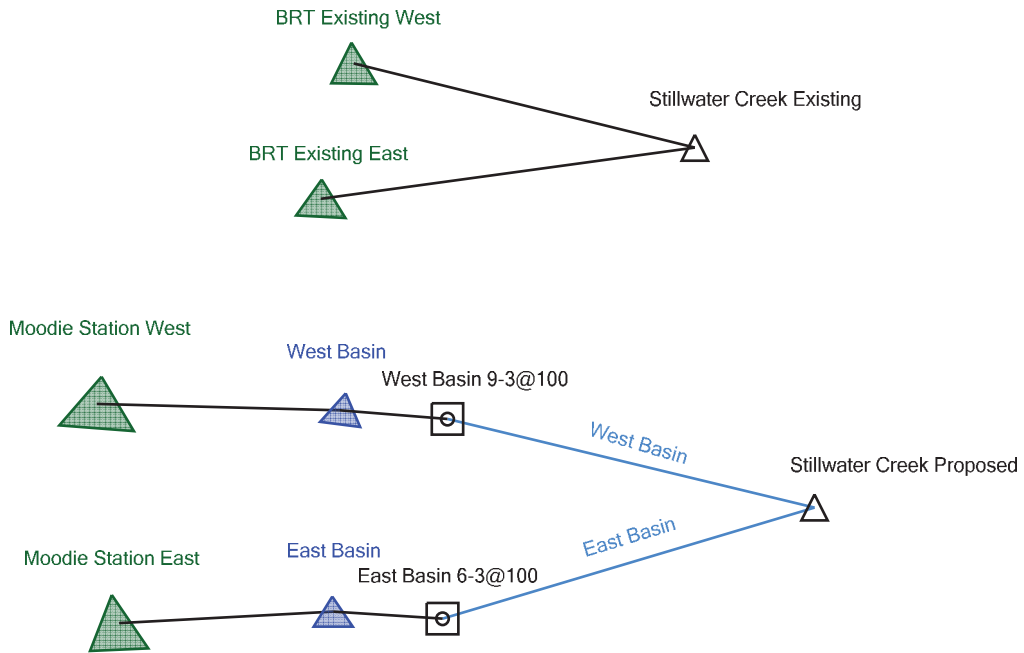 BRT Existing West
Stillwater Creek Existing
BRT Existing East
Moodie Station West
West Basin
West Basin 9-3@100
West Basin
Stillwater Creek Proposed
East Basin
Moodie Station East
East Basin
East Basin 6-3@100